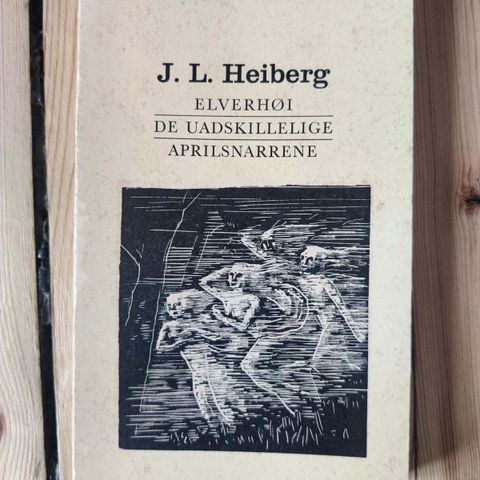 J. L. Heiberg
ELVERHØI
DE UADSKILLELIGE
APRILSNARRENE